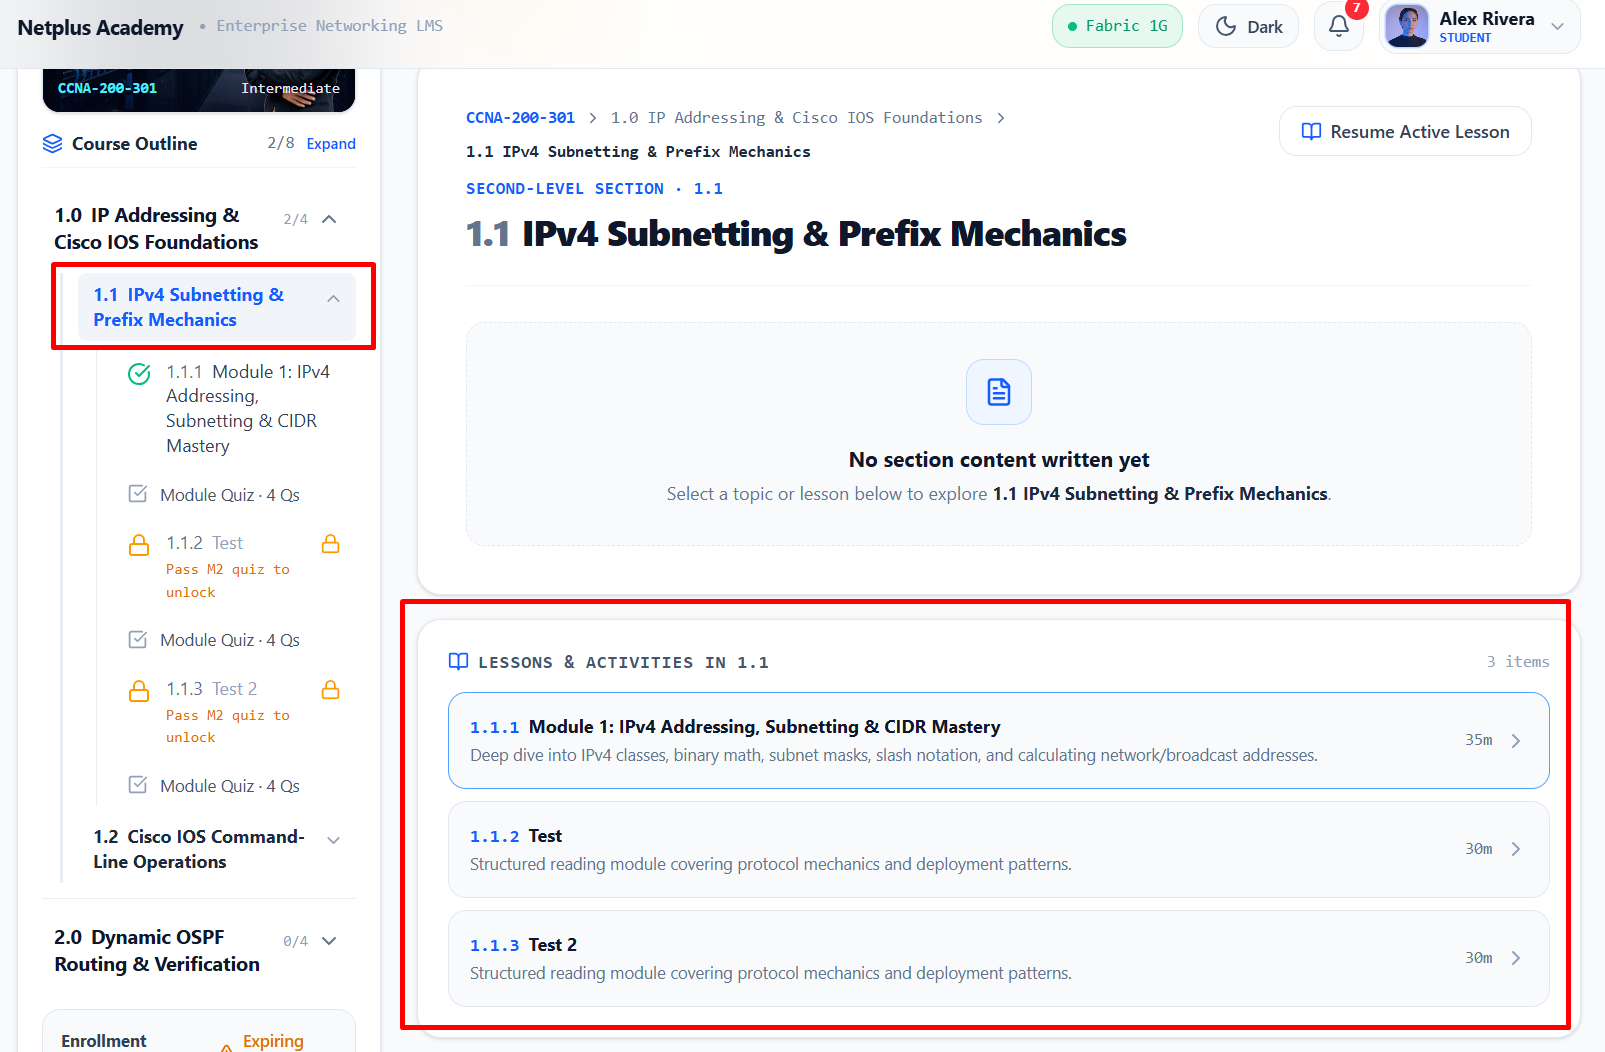 Netplus Academy • Enterprise Networking LMS
Fabric 1G
Dark
7
Alex Rivera
STUDENT
CCNA-200-301 Intermediate
Course Outline 2/8 Expand
1.0 IP Addressing & 2/4
Cisco IOS Foundations
1.1 IPv4 Subnetting &
Prefix Mechanics
1.1.1 Module 1: IPv4
Addressing,
Subnetting & CIDR
Mastery
Module Quiz · 4 Qs
1.1.2 Test
Pass M2 quiz to
unlock
Module Quiz · 4 Qs
1.1.3 Test 2
Pass M2 quiz to
unlock
Module Quiz · 4 Qs
1.2 Cisco IOS Command-
Line Operations
2.0 Dynamic OSPF 0/4
Routing & Verification
Enrollment Expiring
CCNA-200-301 > 1.0 IP Addressing & Cisco IOS Foundations >
1.1 IPv4 Subnetting & Prefix Mechanics
Resume Active Lesson
SECOND-LEVEL SECTION · 1.1
1.1 IPv4 Subnetting & Prefix Mechanics
No section content written yet
Select a topic or lesson below to explore 1.1 IPv4 Subnetting & Prefix Mechanics.
LESSONS & ACTIVITIES IN 1.1 3 items
1.1.1 Module 1: IPv4 Addressing, Subnetting & CIDR Mastery
Deep dive into IPv4 classes, binary math, subnet masks, slash notation, and calculating network/broadcast addresses.
35m
1.1.2 Test
Structured reading module covering protocol mechanics and deployment patterns.
30m
1.1.3 Test 2
Structured reading module covering protocol mechanics and deployment patterns.
30m